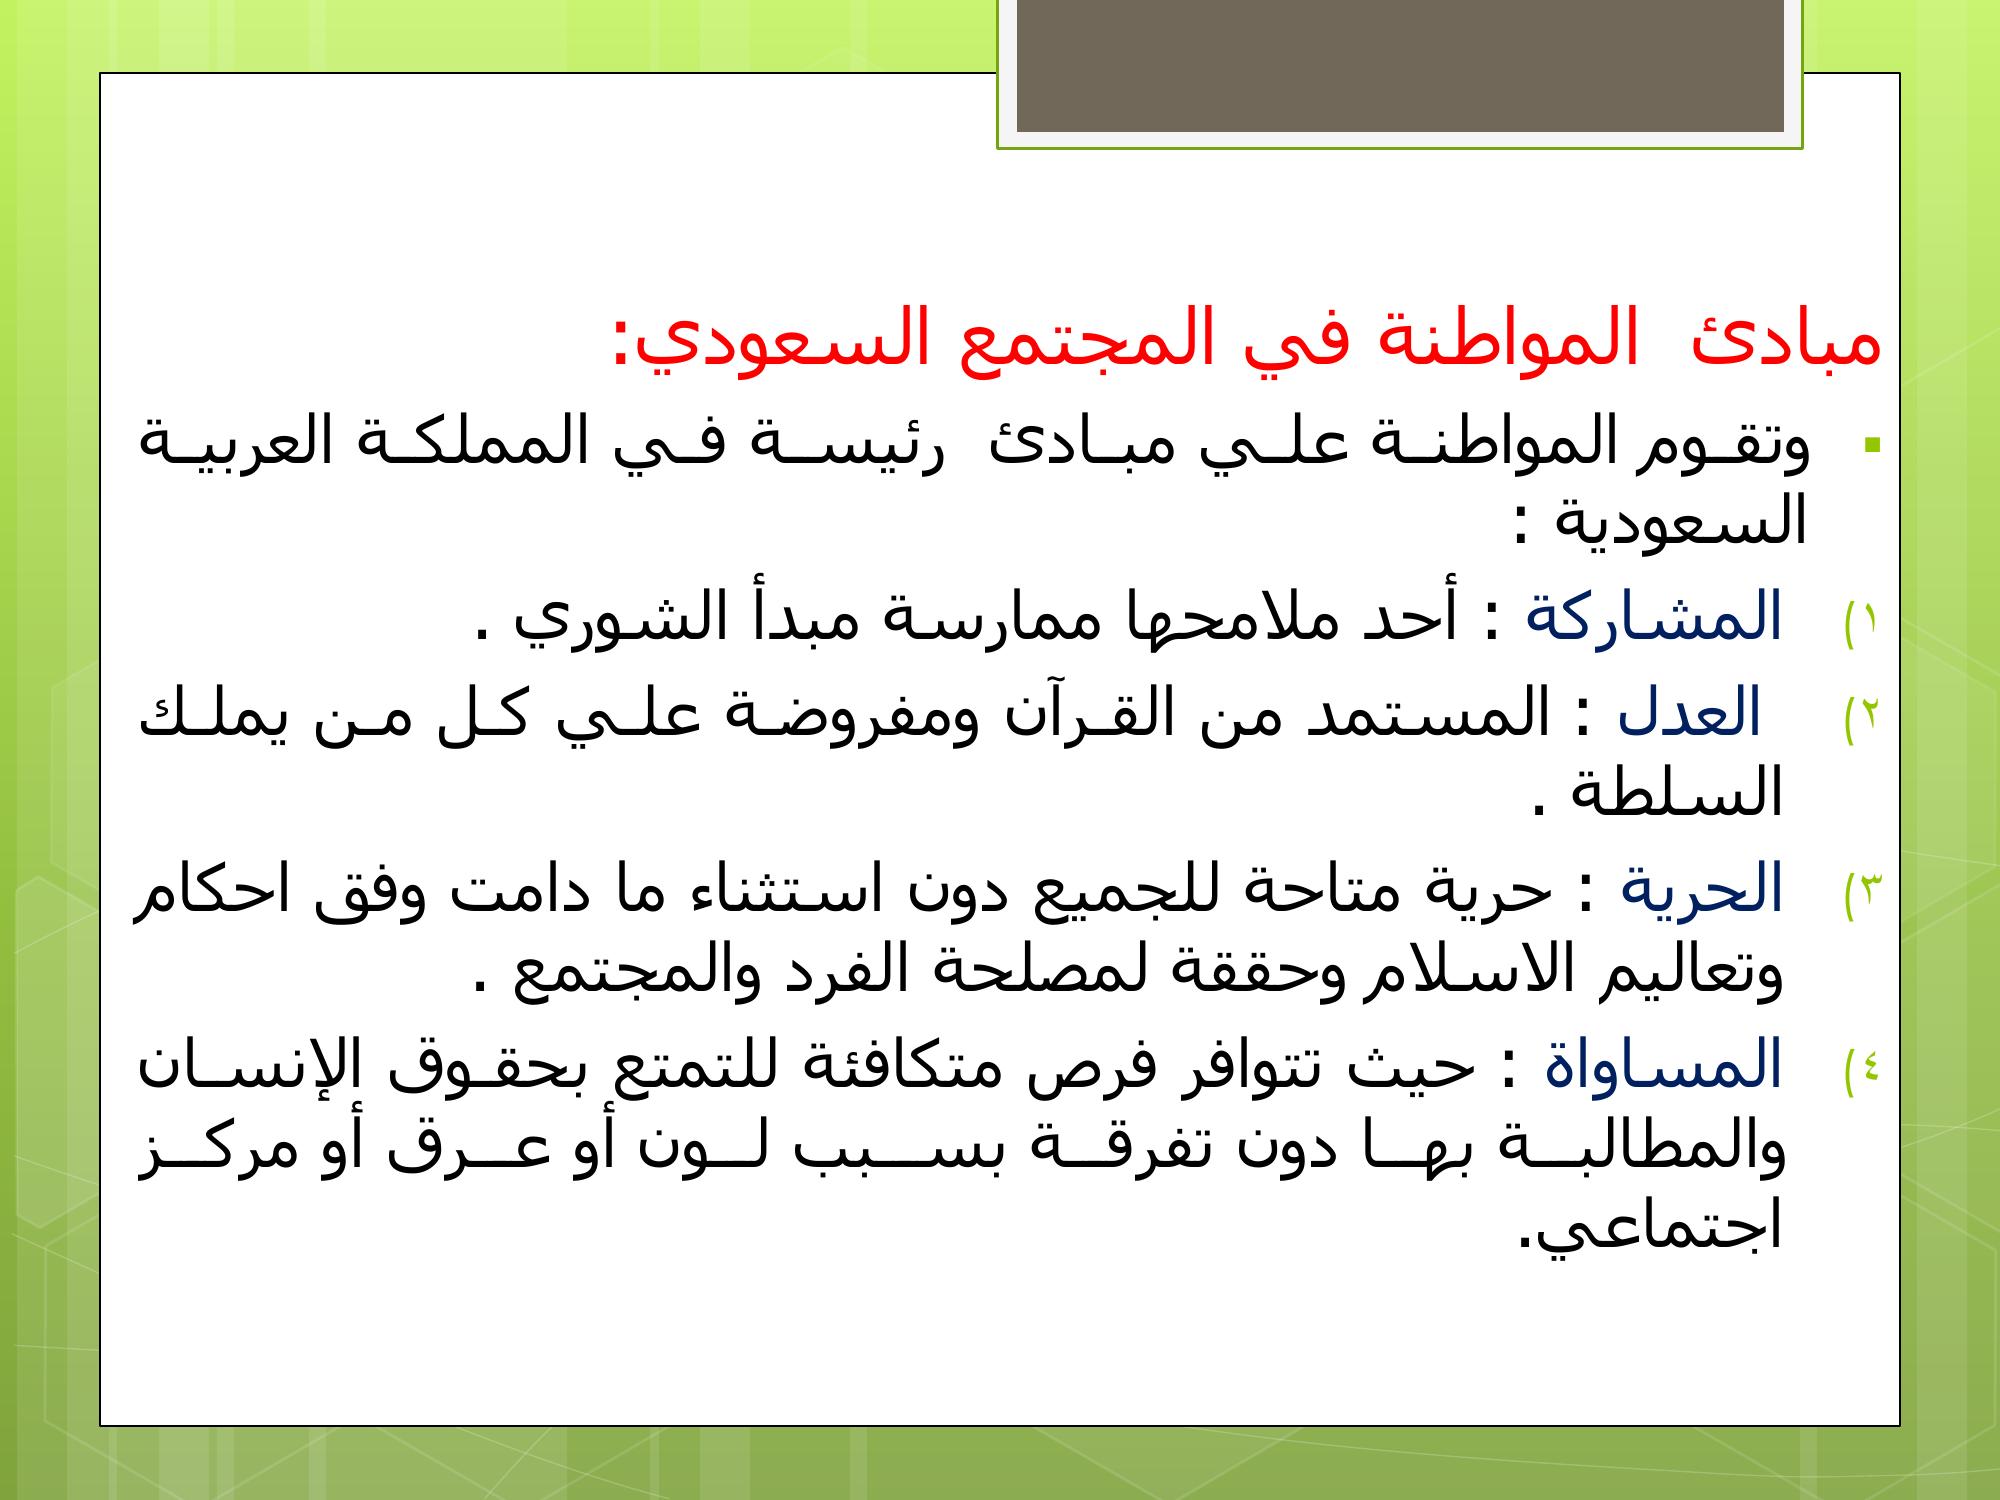 مبادئ المواطنة في المجتمع السعودي:
▪ وتقوم المواطنة علي مبادئ رئيسة في المملكة العربية
السعودية :
١) المشاركة : أحد ملامحها ممارسة مبدأ الشوري .
٢) العدل : المستمد من القرآن ومفروضة علي كل من يملك
السلطة .
٣) الحرية : حرية متاحة للجميع دون استثناء ما دامت وفق احكام
وتعاليم الاسلام وحققة لمصلحة الفرد والمجتمع .
٤) المساواة : حيث تتوافر فرص متكافئة للتمتع بحقوق الإنسان
والمطالبة بها دون تفرقة بسبب لون أو عرق أو مركز
اجتماعي.